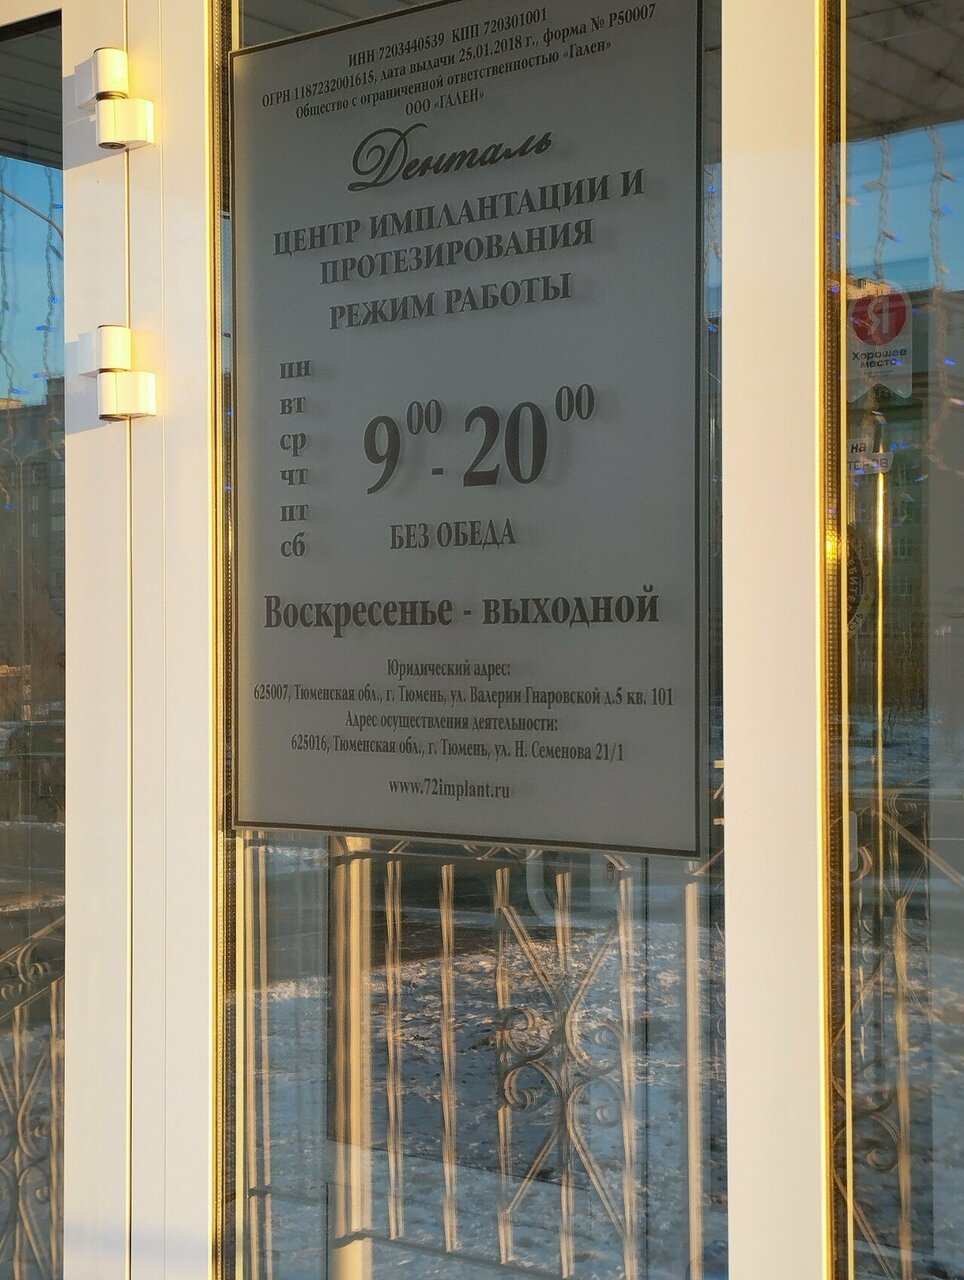 ИНН 7203440539 КПП 720301001
ОГРН 1187232001615, дата выдачи 25.01.2018 г., форма № Р50007
Общество с ограниченной ответственностью «Гален»
ООО «ГАЛЕН»
Денталь
ЦЕНТР ИМПЛАНТАЦИИ И
ПРОТЕЗИРОВАНИЯ
РЕЖИМ РАБОТЫ
пн
вт
ср
чт
пт
сб
9 00 - 20 00
БЕЗ ОБЕДА
Воскресенье - выходной
Юридический адрес:
625007, Тюменская обл., г. Тюмень, ул. Валерии Гнаровской д.5 кв. 101
Адрес осуществления деятельности:
625016, Тюменская обл., г. Тюмень, ул. Н. Семенова 21/1
www.72implant.ru
Я
Хорошее
место
на